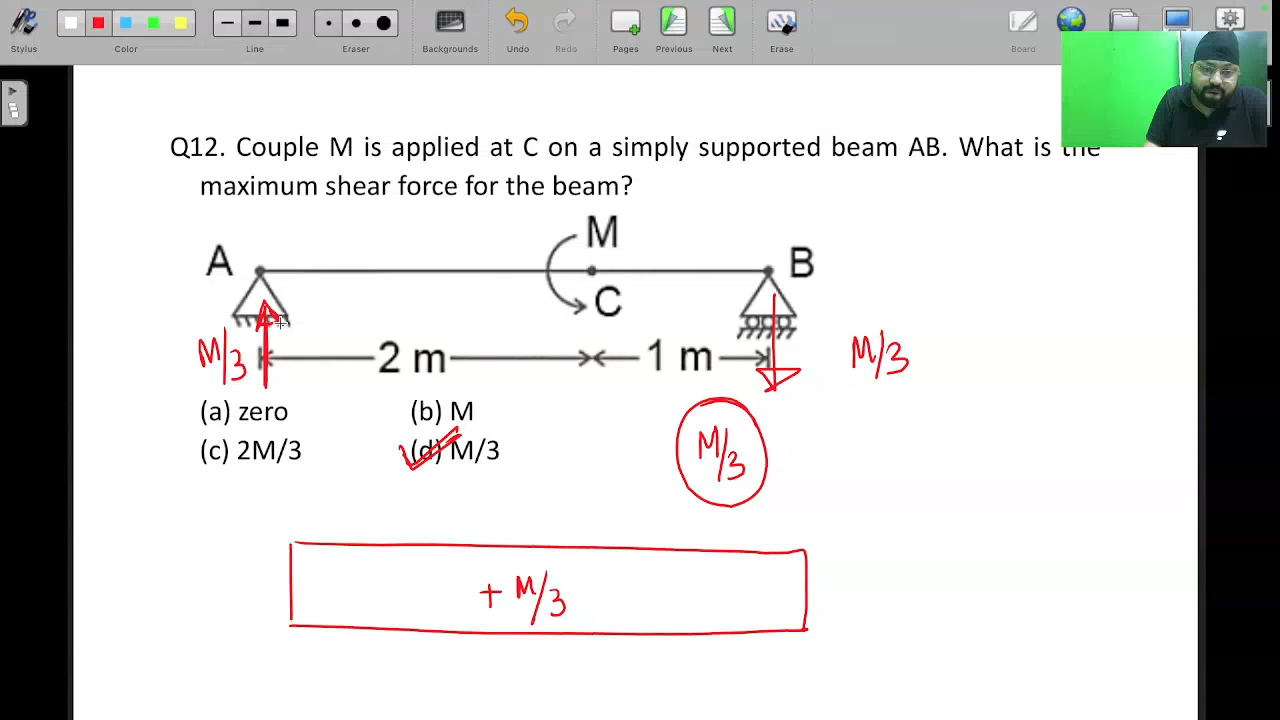 Stylus Color Line Eraser Backgrounds Undo Redo Pages Previous Next Erase Board
Q12. Couple M is applied at C on a simply supported beam AB. What is the
maximum shear force for the beam?
M
A B
C
M/3 2 m 1 m M/3
(a) zero (b) M
(c) 2M/3 (d) M/3 M/3
+ M/3